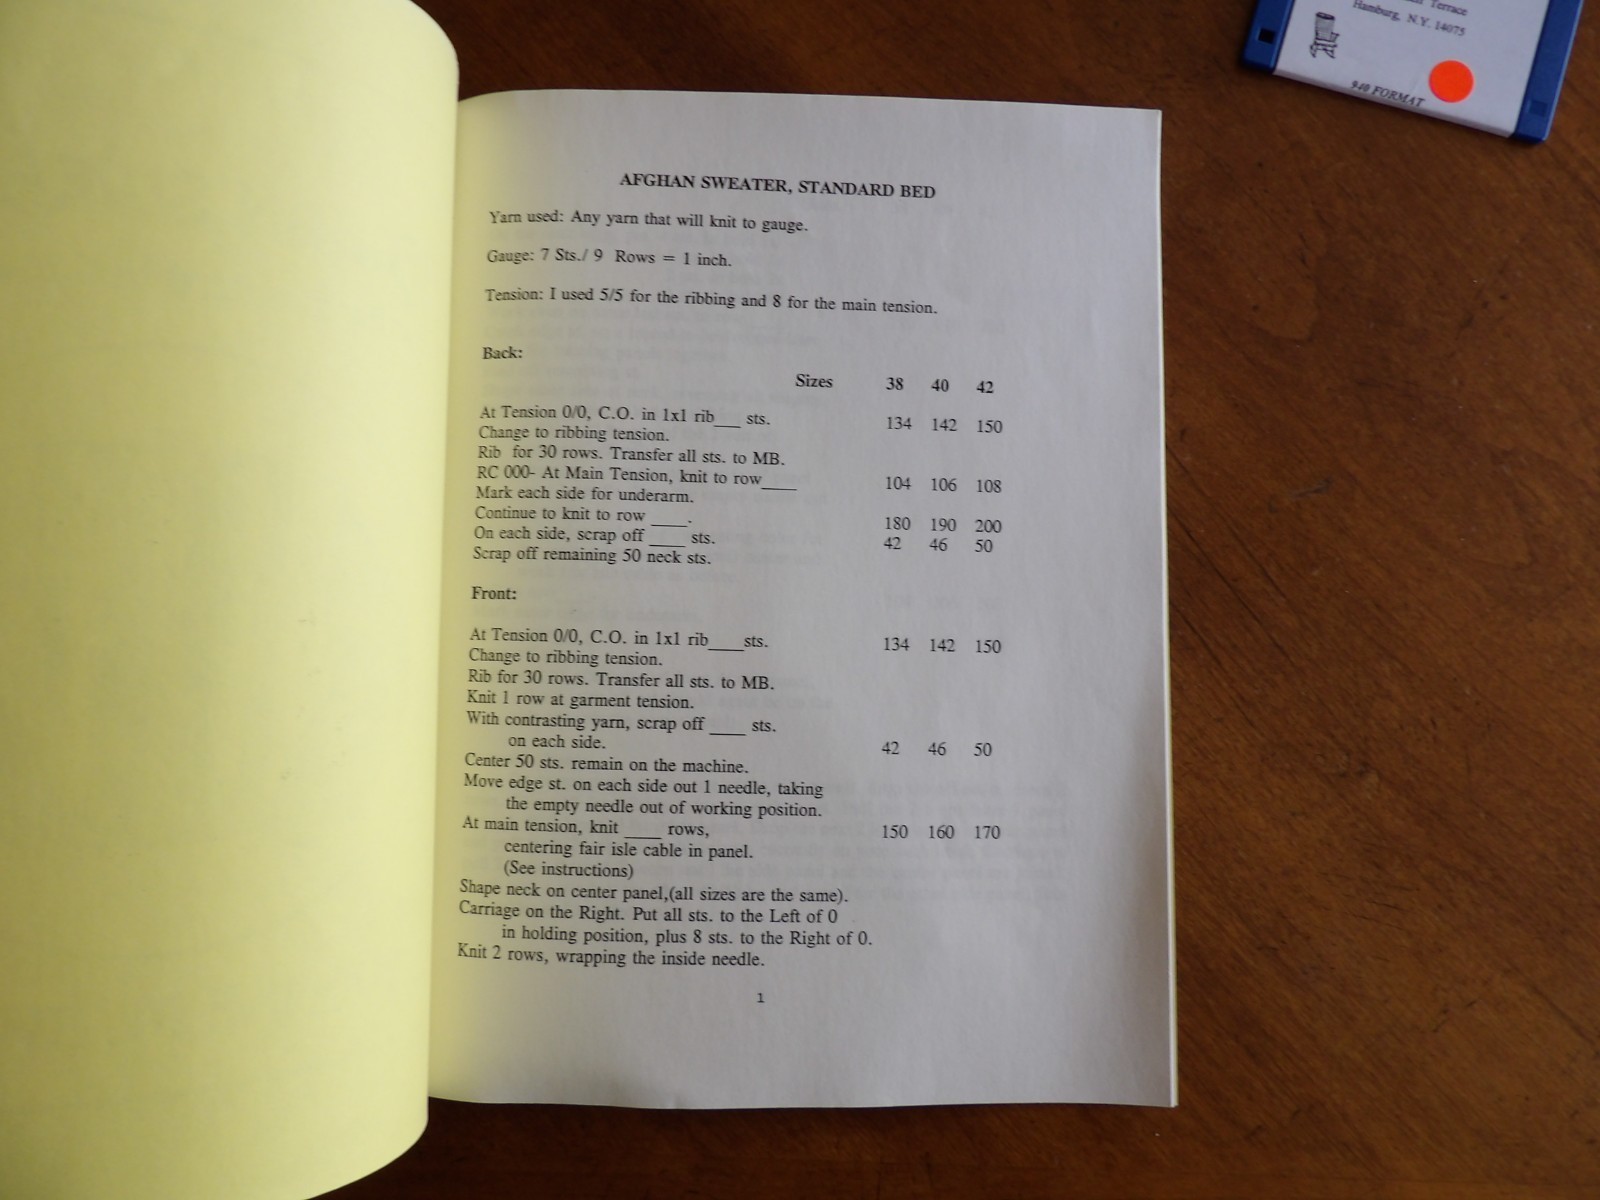 Terrace
Hamburg, N.Y. 14075
940 FORMAT
AFGHAN SWEATER, STANDARD BED
Yarn used: Any yarn that will knit to gauge.
Gauge: 7 Sts./ 9 Rows = 1 inch.
Tension: I used 5/5 for the ribbing and 8 for the main tension.
Back:
Sizes 38 40 42
At Tension 0/0, C.O. in 1x1 rib___ sts. 134 142 150
Change to ribbing tension.
Rib for 30 rows. Transfer all sts. to MB.
RC 000- At Main Tension, knit to row____ 104 106 108
Mark each side for underarm.
Continue to knit to row ____. 180 190 200
On each side, scrap off ____ sts. 42 46 50
Scrap off remaining 50 neck sts.
Front:
At Tension 0/0, C.O. in 1x1 rib____sts. 134 142 150
Change to ribbing tension.
Rib for 30 rows. Transfer all sts. to MB.
Knit 1 row at garment tension.
With contrasting yarn, scrap off ____ sts.
on each side. 42 46 50
Center 50 sts. remain on the machine.
Move edge st. on each side out 1 needle, taking
the empty needle out of working position.
At main tension, knit ____ rows, 150 160 170
centering fair isle cable in panel.
(See instructions)
Shape neck on center panel,(all sizes are the same).
Carriage on the Right. Put all sts. to the Left of 0
in holding position, plus 8 sts. to the Right of 0.
Knit 2 rows, wrapping the inside needle.
1